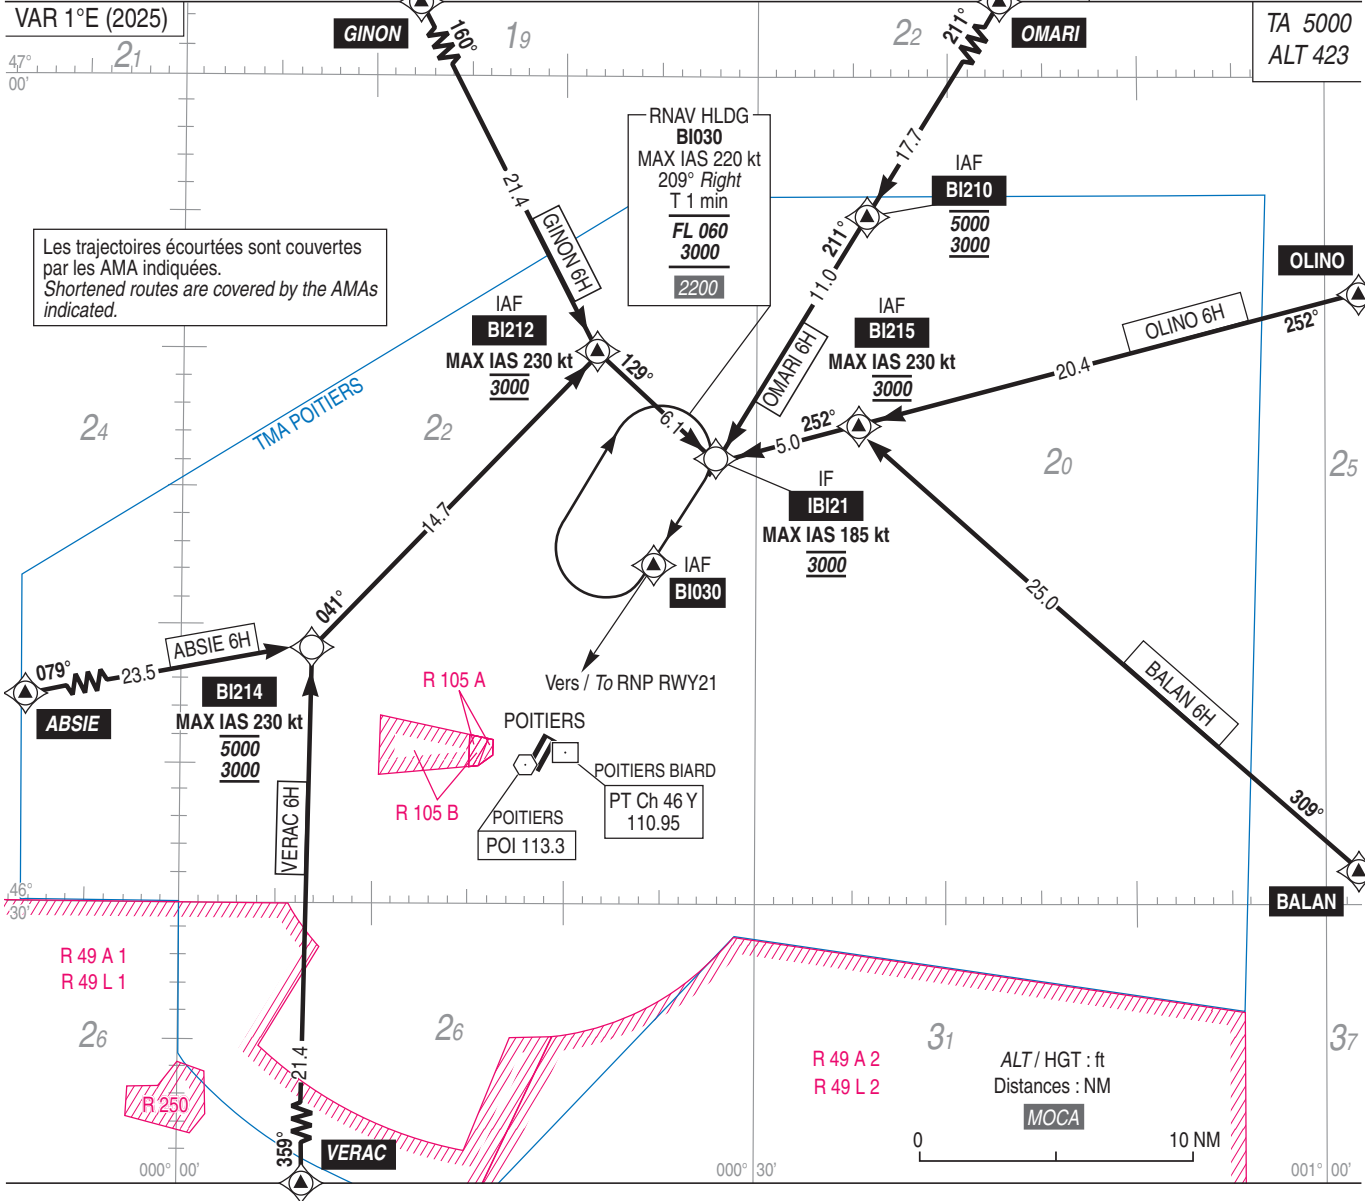 VAR 1°E (2025)
GINON
160°
211°
OMARI
TA 5000
ALT 423
21
19
22
47°
00'
RNAV HLDG
BI030
MAX IAS 220 kt
209° Right
T 1 min
FL 060
3000
2200
17.7
IAF
BI210
5000
3000
21.4
GINON 6H
211°
11.0
OMARI 6H
Les trajectoires écourtées sont couvertes
par les AMA indiquées.
Shortened routes are covered by the AMAs
indicated.
OLINO
252°
OLINO 6H
20.4
IAF
BI212
MAX IAS 230 kt
3000
IAF
BI215
MAX IAS 230 kt
3000
129°
6.1
252°
5.0
TMA POITIERS
24
22
20
25
IF
IBI21
MAX IAS 185 kt
3000
14.7
IAF
BI030
25.0
041°
ABSIE 6H
079°
23.5
ABSIE
BI214
MAX IAS 230 kt
5000
3000
Vers / To RNP RWY21
R 105 A
POITIERS
BALAN 6H
POITIERS BIARD
PT Ch 46 Y
110.95
R 105 B
POITIERS
POI 113.3
VERAC 6H
309°
BALAN
46°
30'
R 49 A 1
R 49 L 1
26
26
31
37
21.4
R 49 A 2
R 49 L 2
ALT / HGT : ft
Distances : NM
MOCA
R 250
0
10 NM
359°
VERAC
000° 00'
000° 30'
001° 00'